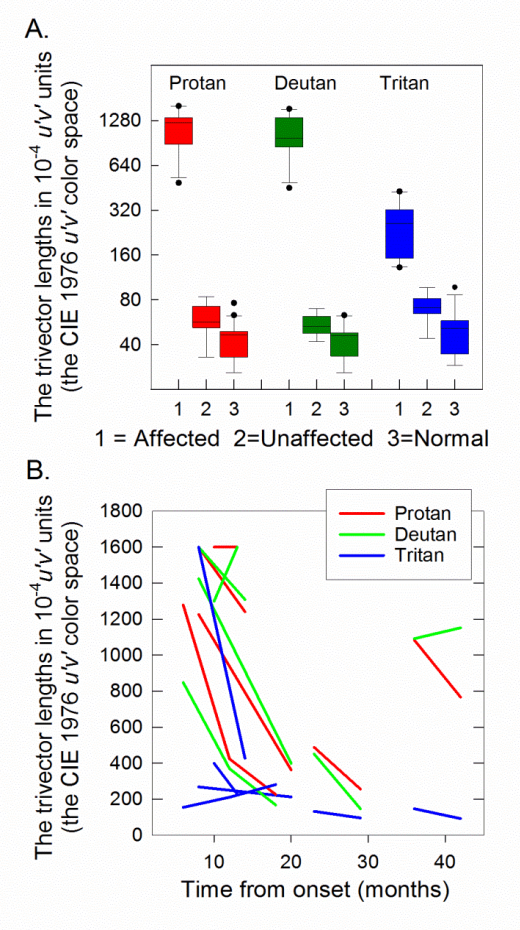 A.
The trivector lengths in 10-4 u'v' units
(the CIE 1976 u'v' color space)
Protan Deutan Tritan
1280
640
320
160
80
40
1 2 3 1 2 3 1 2 3
1 = Affected 2=Unaffected 3=Normal
B.
The trivector lengths in 10-4 u'v' units
(the CIE 1976 u'v' color space)
1800
1600
1400
1200
1000
800
600
400
200
0
Protan
Deutan
Tritan
10 20 30 40
Time from onset (months)